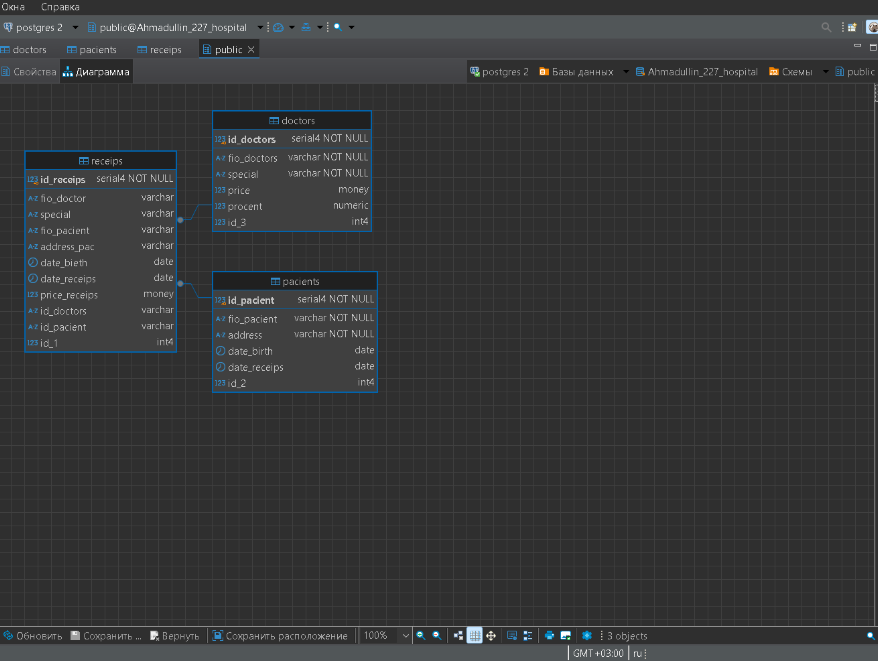 Окна Справка
postgres 2 public@Ahmadullin_227_hospital
doctors pacients receips public
Свойства Диаграмма postgres 2 Базы данных Ahmadullin_227_hospital Схемы public
doctors
id_doctors serial4 NOT NULL
fio_doctors varchar NOT NULL
special varchar NOT NULL
price money
procent numeric
id_3 int4
receips
id_receips serial4 NOT NULL
fio_doctor varchar
special varchar
fio_pacient varchar
address_pac varchar
date_bieth date
date_receips date
price_receips money
id_doctors varchar
id_pacient varchar
id_1 int4
pacients
id_pacient serial4 NOT NULL
fio_pacient varchar NOT NULL
address varchar NOT NULL
date_birth date
date_receips date
id_2 int4
Обновить Сохранить ... Вернуть Сохранить расположение 100% 3 objects
GMT+03:00 ru